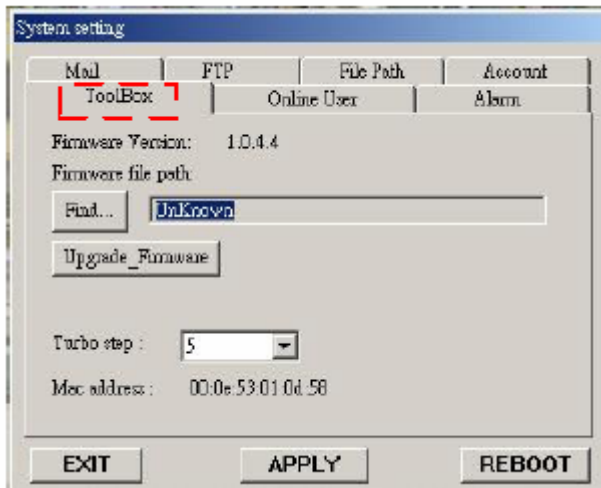 System setting
Mail FTP File Path Account
ToolBox Online User Alarm
Firmware Version: 1.0.4.4
Firmware file path:
Find... UnKnown
Upgrade_Firmware
Turbo step : 5
Mac address : 00:0e:53:01:0d:58
EXIT APPLY REBOOT